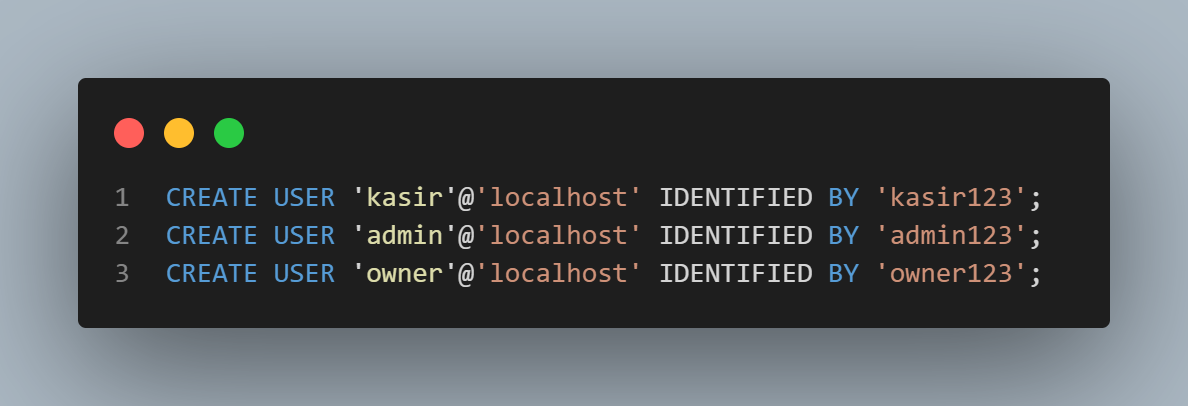 1 CREATE USER 'kasir'@'localhost' IDENTIFIED BY 'kasir123';
2 CREATE USER 'admin'@'localhost' IDENTIFIED BY 'admin123';
3 CREATE USER 'owner'@'localhost' IDENTIFIED BY 'owner123';